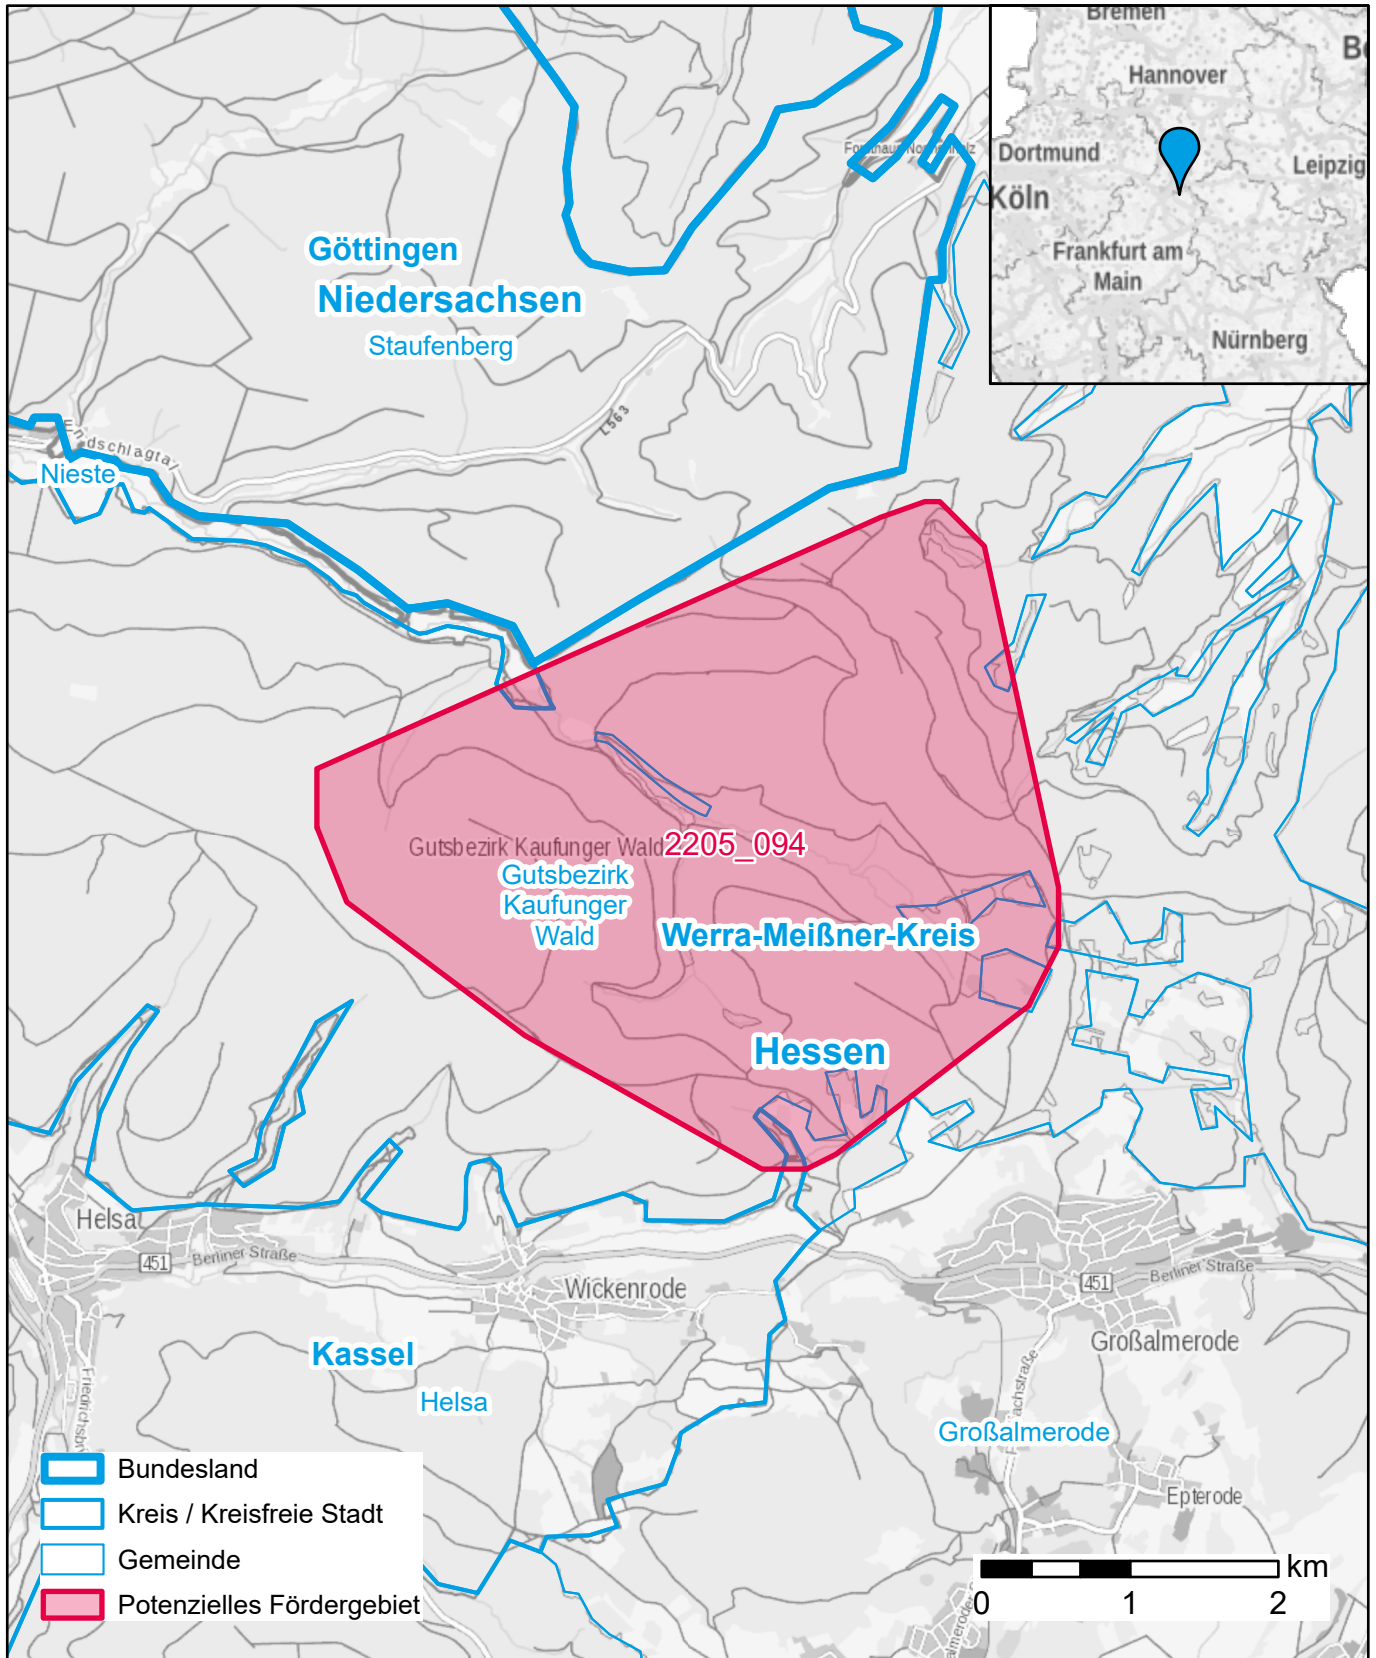 Bremen
Hannover
Dortmund
Leipzig
Köln
Frankfurt am
Main
Nürnberg
Göttingen
Niedersachsen
Staufenberg
L563
Nieste
Gutsbezirk Kaufunger Wald
2205_094
Gutsbezirk
Kaufunger
Wald
Werra-Meißner-Kreis
Hessen
Helsa
451
Berliner Straße
Wickenrode
451
Berliner Straße
Großalmerode
Kassel
Helsa
Großalmerode
Epterode
Bundesland
Kreis / Kreisfreie Stadt
Gemeinde
Potenzielles Fördergebiet
km
0 1 2